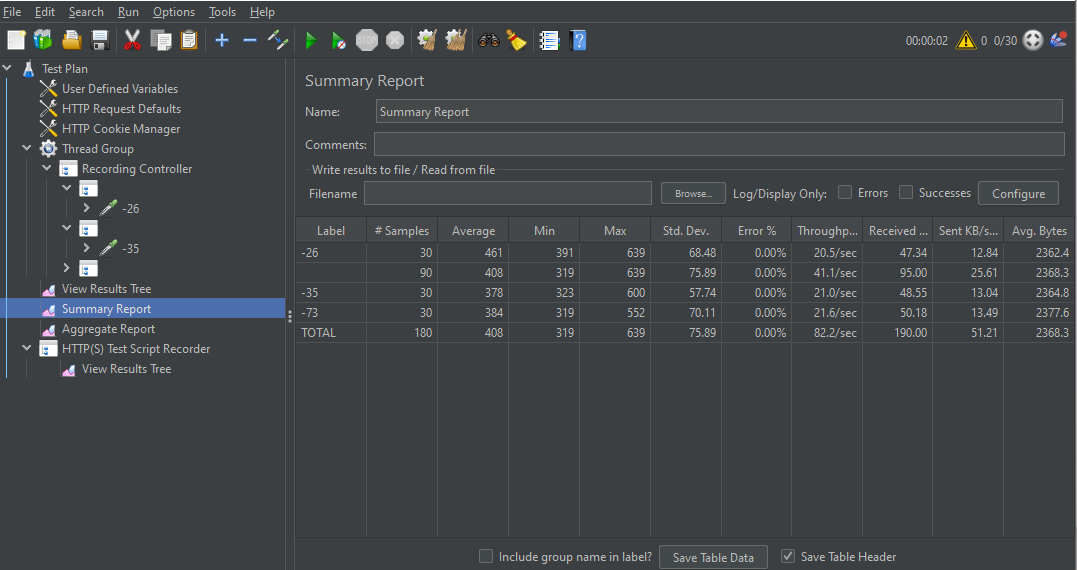 File Edit Search Run Options Tools Help
00:00:02 0 0/30
Test Plan
User Defined Variables
HTTP Request Defaults
HTTP Cookie Manager
Thread Group
Recording Controller
-26
-35
View Results Tree
Summary Report
Aggregate Report
HTTP(S) Test Script Recorder
View Results Tree
Summary Report
Name: Summary Report
Comments:
Write results to file / Read from file
Filename Browse... Log/Display Only: Errors Successes Configure
Label # Samples Average Min Max Std. Dev. Error % Throughp... Received ... Sent KB/s... Avg. Bytes
-26 30 461 391 639 68.48 0.00% 20.5/sec 47.34 12.84 2362.4
90 408 319 639 75.89 0.00% 41.1/sec 95.00 25.61 2368.3
-35 30 378 323 600 57.74 0.00% 21.0/sec 48.55 13.04 2364.8
-73 30 384 319 552 70.11 0.00% 21.6/sec 50.18 13.49 2377.6
TOTAL 180 408 319 639 75.89 0.00% 82.2/sec 190.00 51.21 2368.3
Include group name in label? Save Table Data Save Table Header